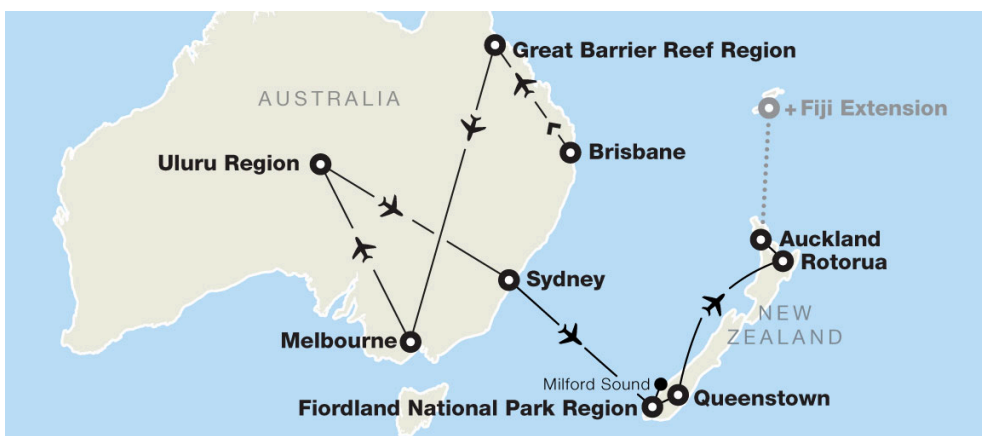 Great Barrier Reef Region
AUSTRALIA
+ Fiji Extension
Uluru Region
Brisbane
Auckland
Rotorua
Sydney
NEW
ZEALAND
Melbourne
Milford Sound
Queenstown
Fiordland National Park Region